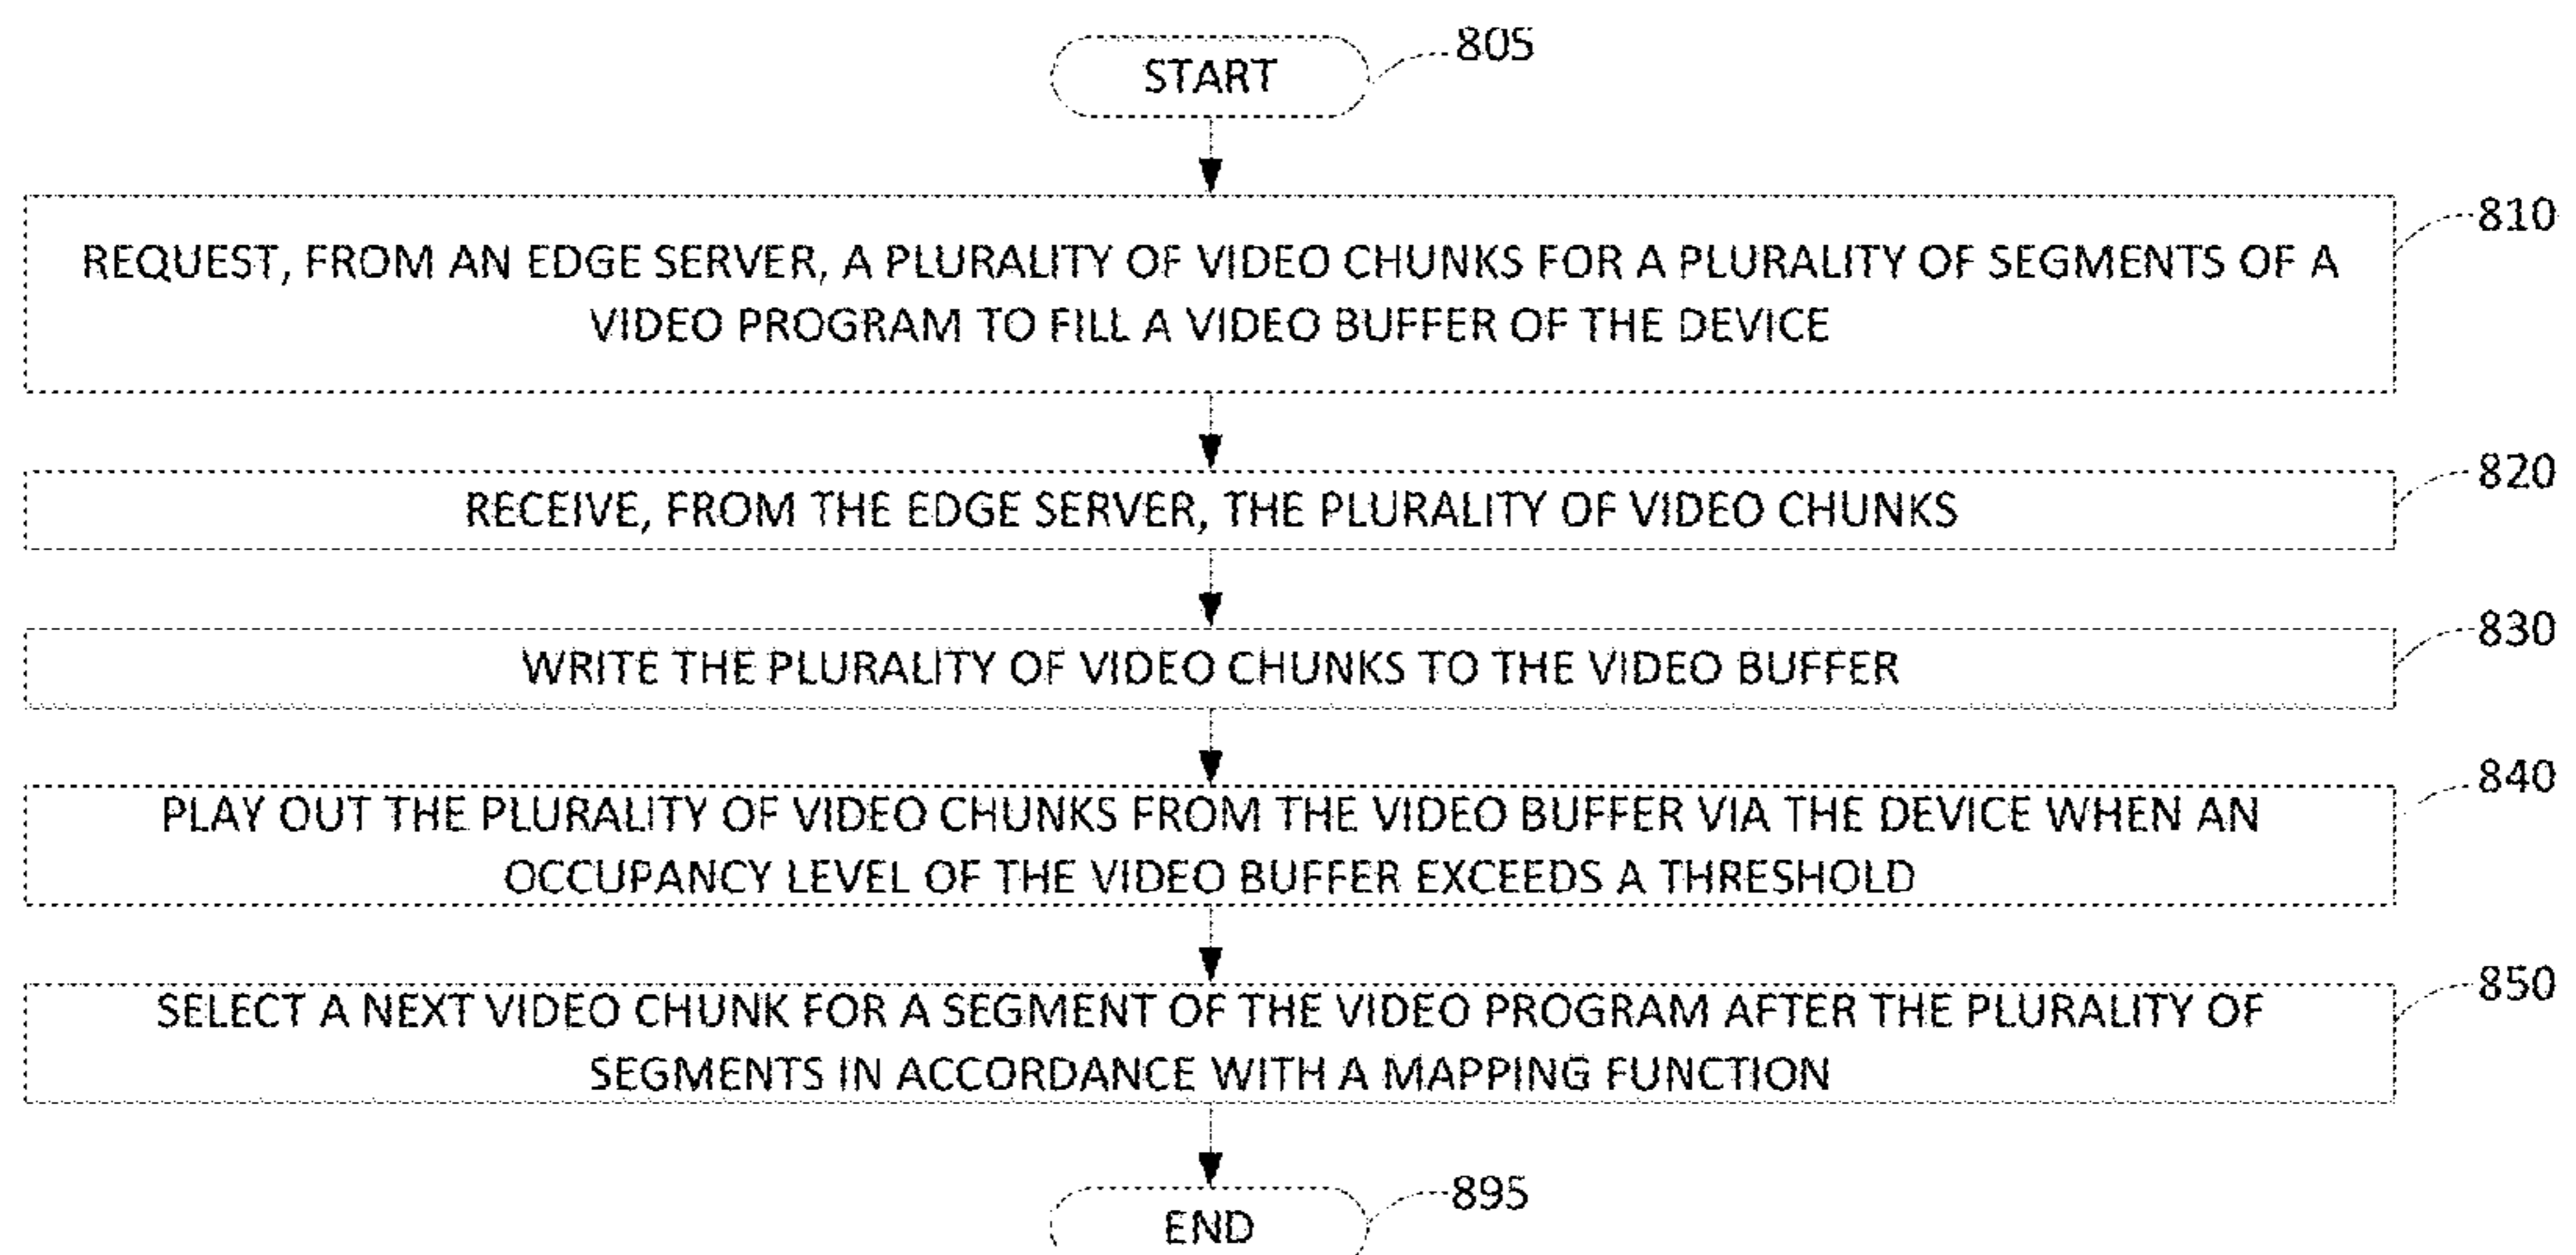 START
805
810
REQUEST, FROM AN EDGE SERVER, A PLURALITY OF VIDEO CHUNKS FOR A PLURALITY OF SEGMENTS OF A
VIDEO PROGRAM TO FILL A VIDEO BUFFER OF THE DEVICE
820
RECEIVE, FROM THE EDGE SERVER, THE PLURALITY OF VIDEO CHUNKS
830
WRITE THE PLURALITY OF VIDEO CHUNKS TO THE VIDEO BUFFER
840
PLAY OUT THE PLURALITY OF VIDEO CHUNKS FROM THE VIDEO BUFFER VIA THE DEVICE WHEN AN
OCCUPANCY LEVEL OF THE VIDEO BUFFER EXCEEDS A THRESHOLD
850
SELECT A NEXT VIDEO CHUNK FOR A SEGMENT OF THE VIDEO PROGRAM AFTER THE PLURALITY OF
SEGMENTS IN ACCORDANCE WITH A MAPPING FUNCTION
895
END